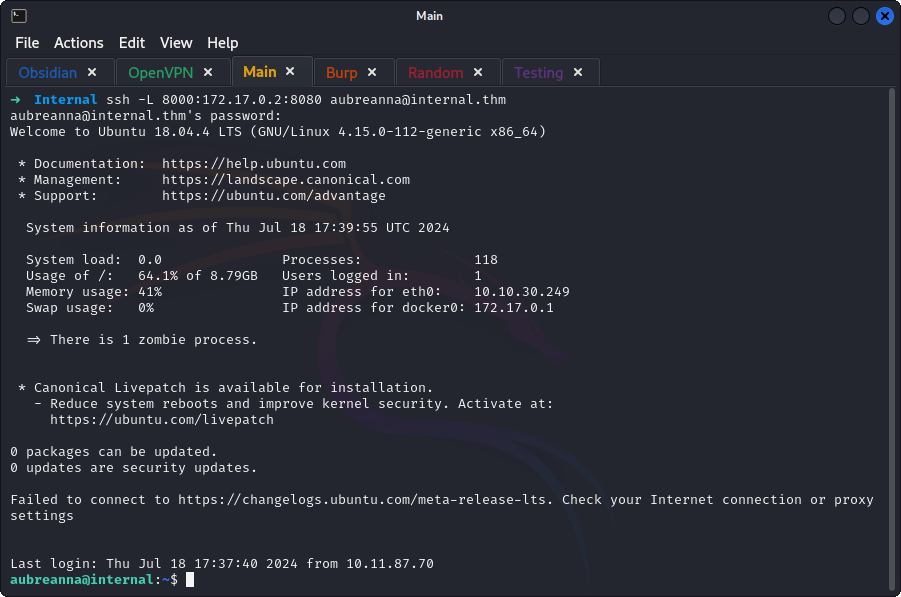 Main
File Actions Edit View Help
Obsidian × OpenVPN × Main × Burp × Random × Testing ×
→ Internal ssh -L 8000:172.17.0.2:8080 aubreanna@internal.thm
aubreanna@internal.thm's password:
Welcome to Ubuntu 18.04.4 LTS (GNU/Linux 4.15.0-112-generic x86_64)
* Documentation: https://help.ubuntu.com
* Management: https://landscape.canonical.com
* Support: https://ubuntu.com/advantage
System information as of Thu Jul 18 17:39:55 UTC 2024
System load: 0.0 Processes: 118
Usage of /: 64.1% of 8.79GB Users logged in: 1
Memory usage: 41% IP address for eth0: 10.10.30.249
Swap usage: 0% IP address for docker0: 172.17.0.1
=> There is 1 zombie process.
* Canonical Livepatch is available for installation.
- Reduce system reboots and improve kernel security. Activate at:
https://ubuntu.com/livepatch
0 packages can be updated.
0 updates are security updates.
Failed to connect to https://changelogs.ubuntu.com/meta-release-lts. Check your Internet connection or proxy
settings
Last login: Thu Jul 18 17:37:40 2024 from 10.11.87.70
aubreanna@internal:~$